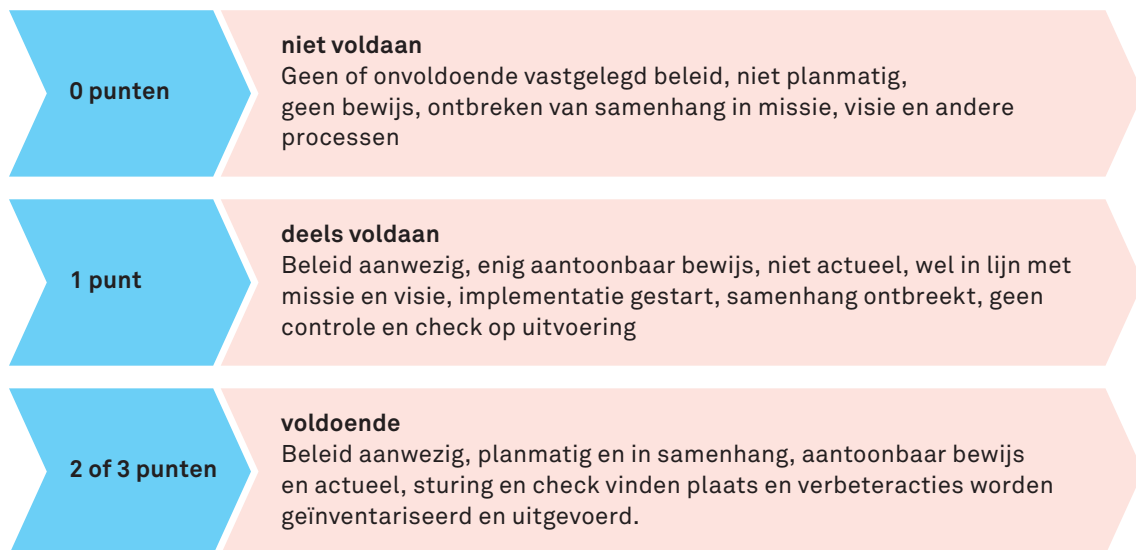 0 punten
niet voldaan
Geen of onvoldoende vastgelegd beleid, niet planmatig,
geen bewijs, ontbreken van samenhang in missie, visie en andere
processen
1 punt
deels voldaan
Beleid aanwezig, enig aantoonbaar bewijs, niet actueel, wel in lijn met
missie en visie, implementatie gestart, samenhang ontbreekt, geen
controle en check op uitvoering
2 of 3 punten
voldoende
Beleid aanwezig, planmatig en in samenhang, aantoonbaar bewijs
en actueel, sturing en check vinden plaats en verbeteracties worden
geïnventariseerd en uitgevoerd.